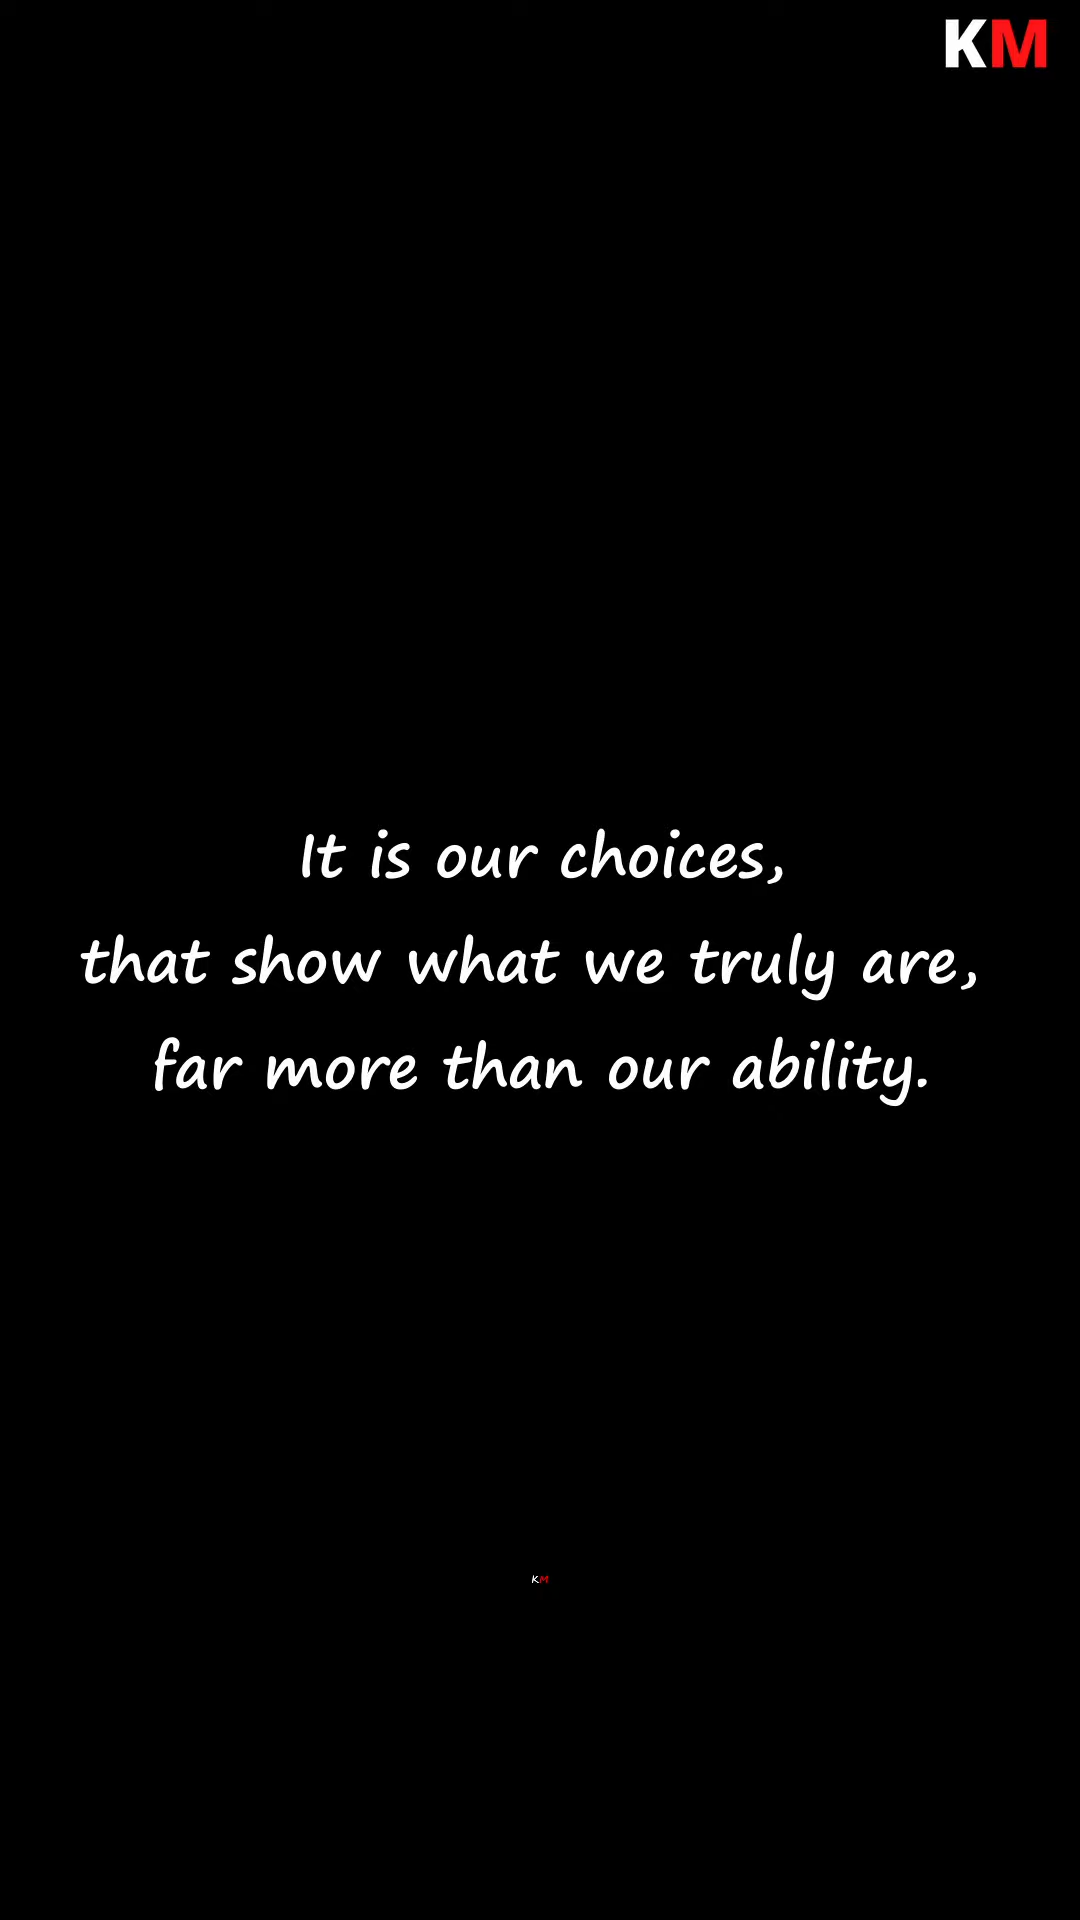 KM
It is our choices,
that show what we truly are,
far more than our ability.
KM